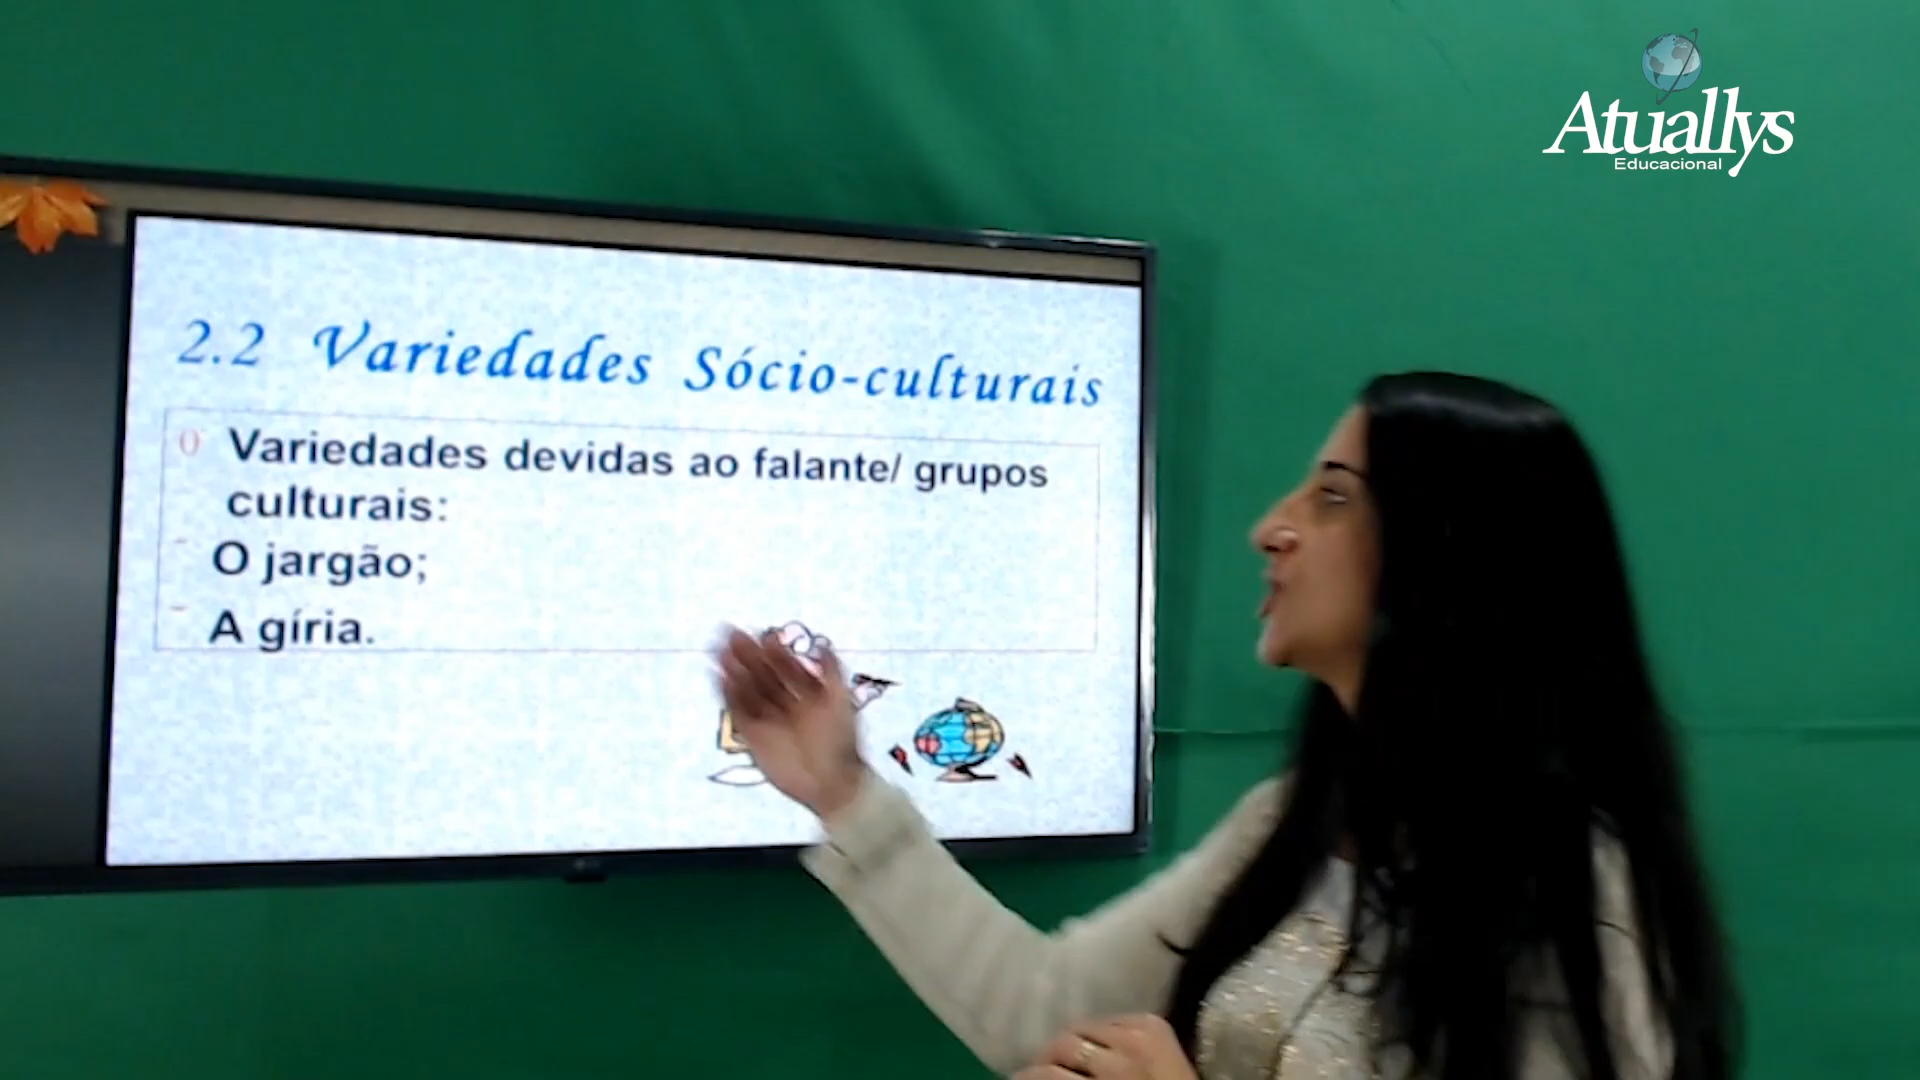 Atuallys
Educacional
2.2 Variedades Sócio-culturais
Variedades devidas ao falante/ grupos
culturais:
- O jargão;
- A gíria.